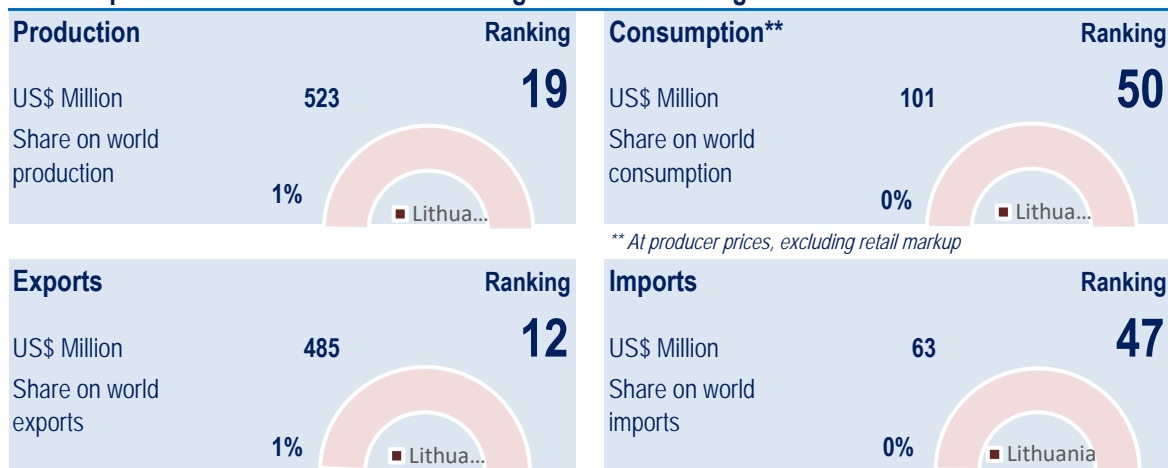 Production Ranking
US$ Million 523 19
Share on world
production
1%
Lithua...
Consumption** Ranking
US$ Million 101 50
Share on world
consumption
0%
Lithua...
** At producer prices, excluding retail markup
Exports Ranking
US$ Million 485 12
Share on world
exports
1%
Lithua...
Imports Ranking
US$ Million 63 47
Share on world
imports
0%
Lithuania